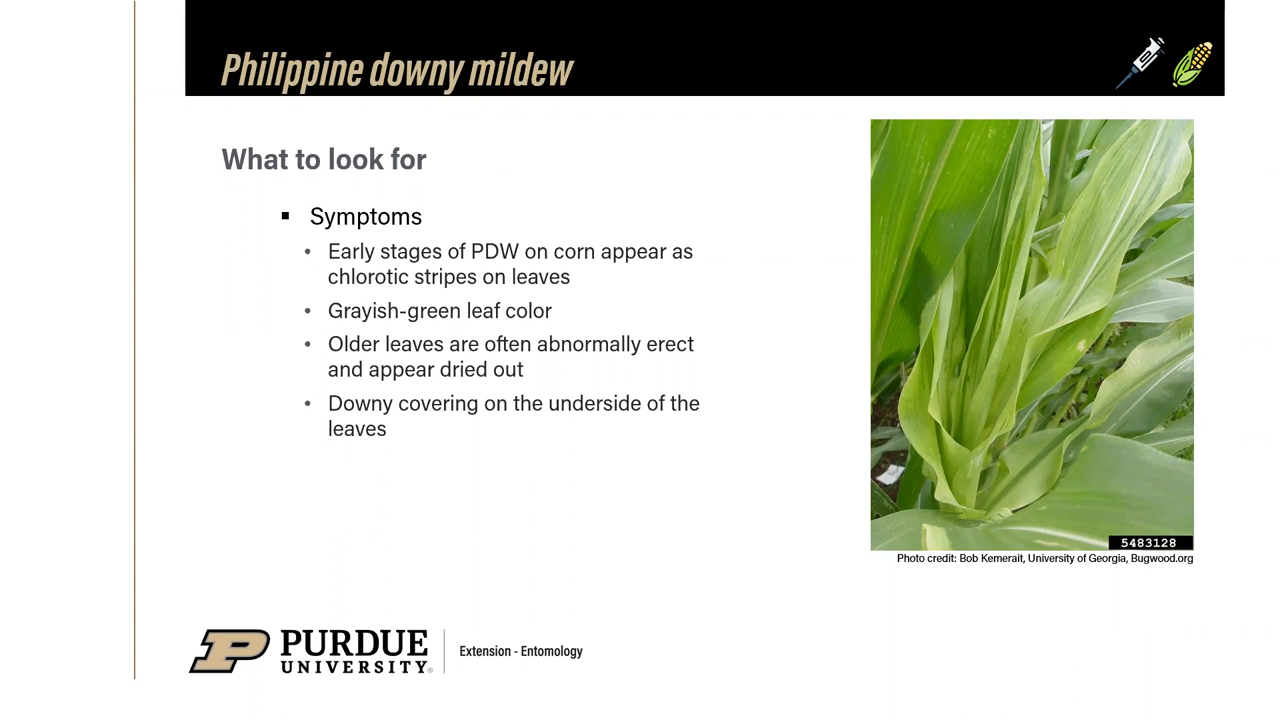 Philippine downy mildew
What to look for
Symptoms
Early stages of PDW on corn appear as
chlorotic stripes on leaves
Grayish-green leaf color
Older leaves are often abnormally erect
and appear dried out
Downy covering on the underside of the
leaves
5483128
Photo credit: Bob Kemerait, University of Georgia, Bugwood.org
P
PURDUE
UNIVERSITY®
Extension - Entomology